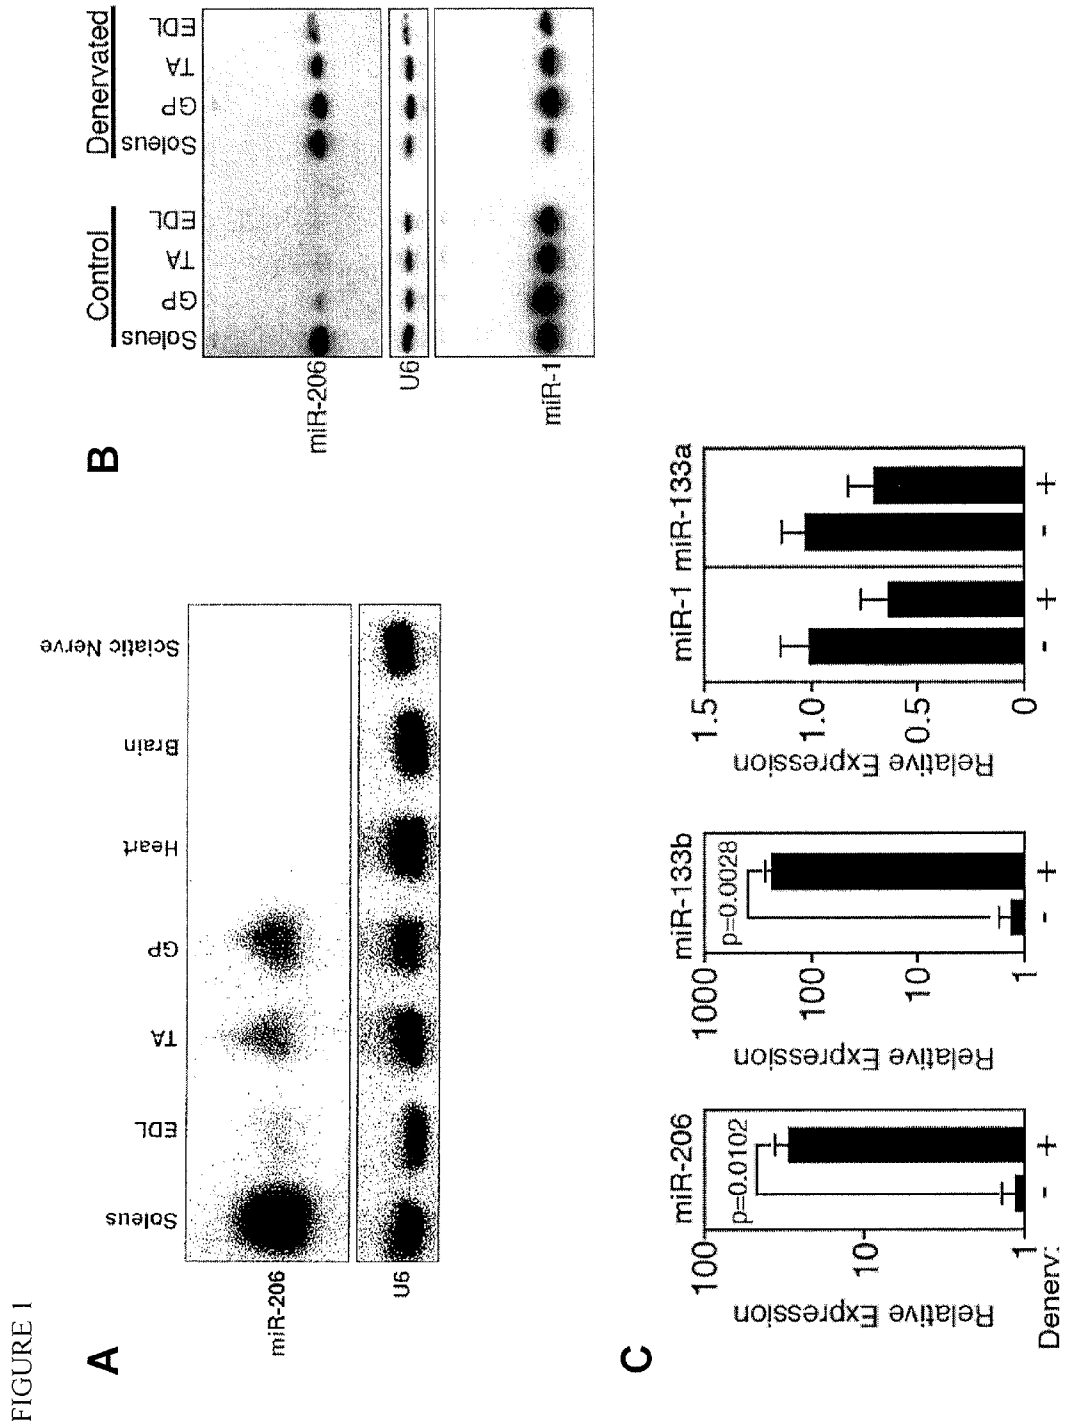 FIGURE 1
A
Soleus
EDL
TA
GP
Heart
Brain
Sciatic Nerve
miR-206
U6
B
Control
Denervated
Soleus
GP
TA
EDL
Soleus
GP
TA
EDL
miR-206
U6
miR-1
C
miR-206
Relative Expression
100
10
1
p=0.0102
Denerv:
-
+
miR-133b
Relative Expression
1000
100
10
1
p=0.0028
-
+
miR-1
miR-133a
Relative Expression
1.5
1.0
0.5
0
-
+
-
+